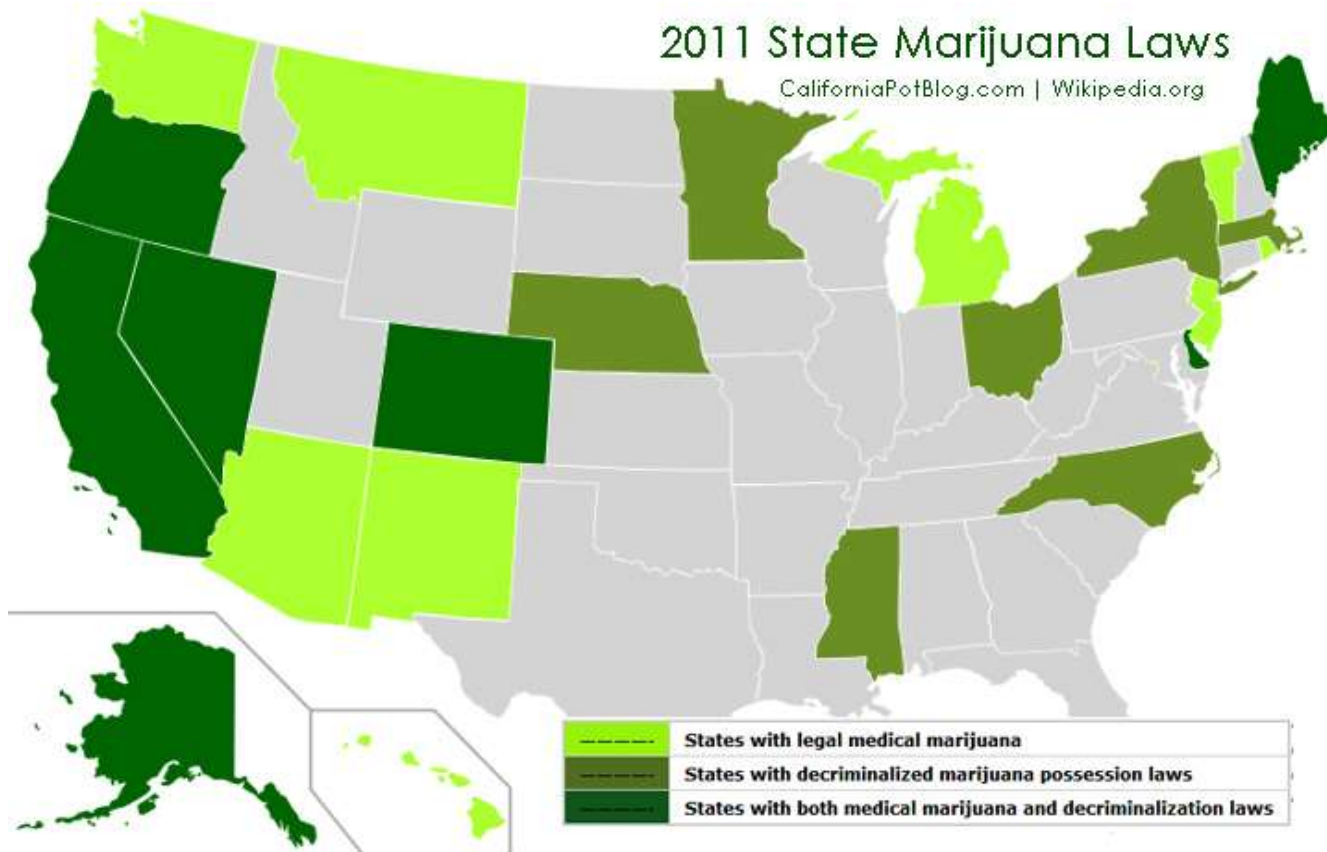 2011 State Marijuana Laws
CaliforniaPotBlog.com | Wikipedia.org
States with legal medical marijuana
States with decriminalized marijuana possession laws
States with both medical marijuana and decriminalization laws